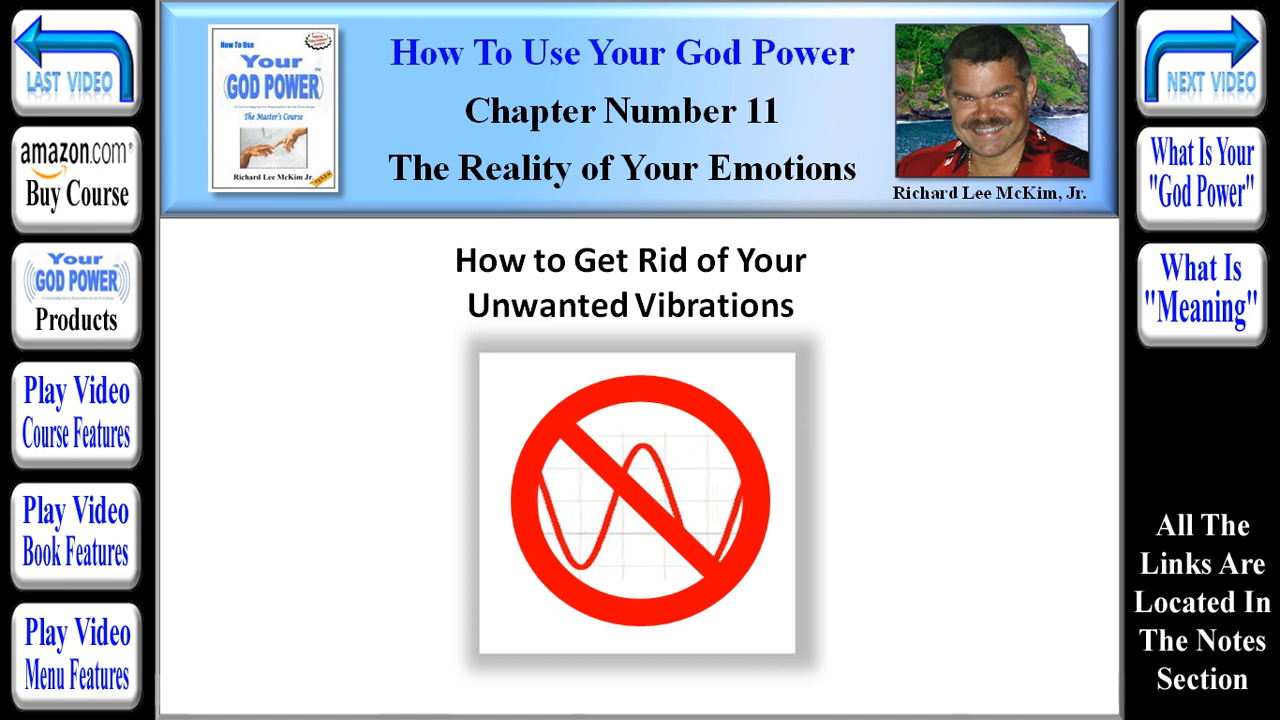 LAST VIDEO
amazon.com
Buy Course
Your
GOD POWER
Products
Play Video
Course Features
Play Video
Book Features
Play Video
Menu Features
How To Use
Your
GOD POWER
The Master's Course
Richard Lee McKim Jr.
How To Use Your God Power
Chapter Number 11
The Reality of Your Emotions
Richard Lee McKim, Jr.
How to Get Rid of Your
Unwanted Vibrations
NEXT VIDEO
What Is Your
"God Power"
What Is
"Meaning"
All The
Links Are
Located In
The Notes
Section